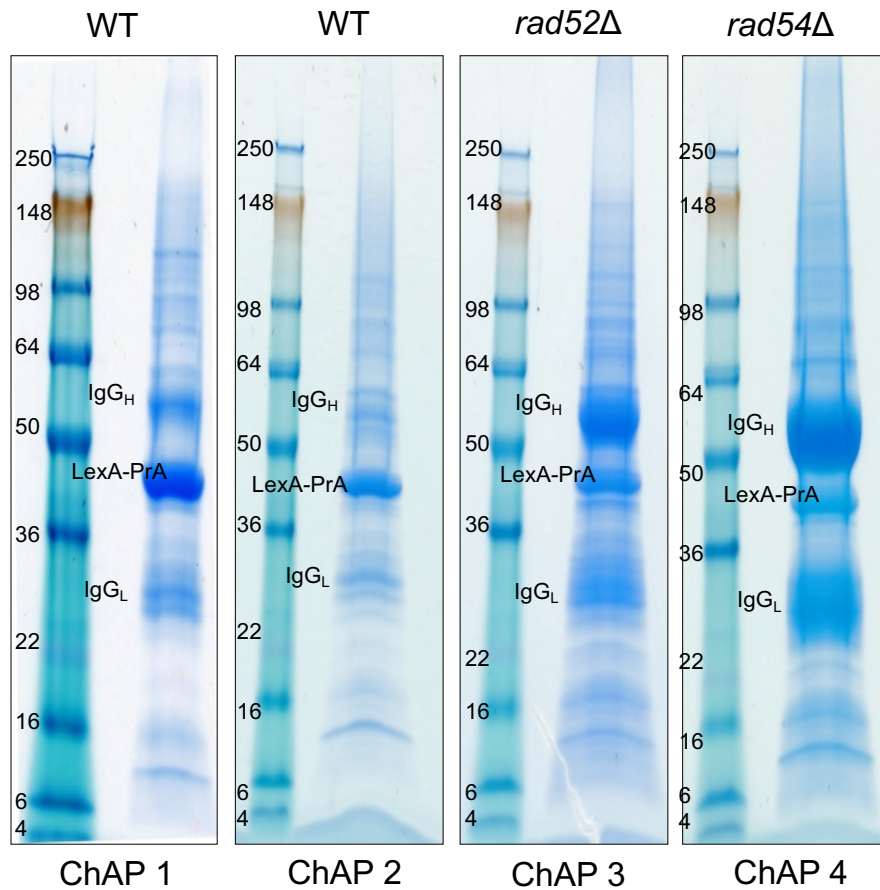 WT
WT
rad52Δ
rad54Δ
250
148
98
64
IgGH
50
LexA-PrA
36
IgGL
22
16
6
4
250
148
98
64
IgGH
50
LexA-PrA
36
IgGL
22
16
6
4
250
148
98
64
IgGH
50
LexA-PrA
36
IgGL
22
16
6
4
250
148
98
64
IgGH
50
LexA-PrA
36
IgGL
22
16
6
4
ChAP 1
ChAP 2
ChAP 3
ChAP 4